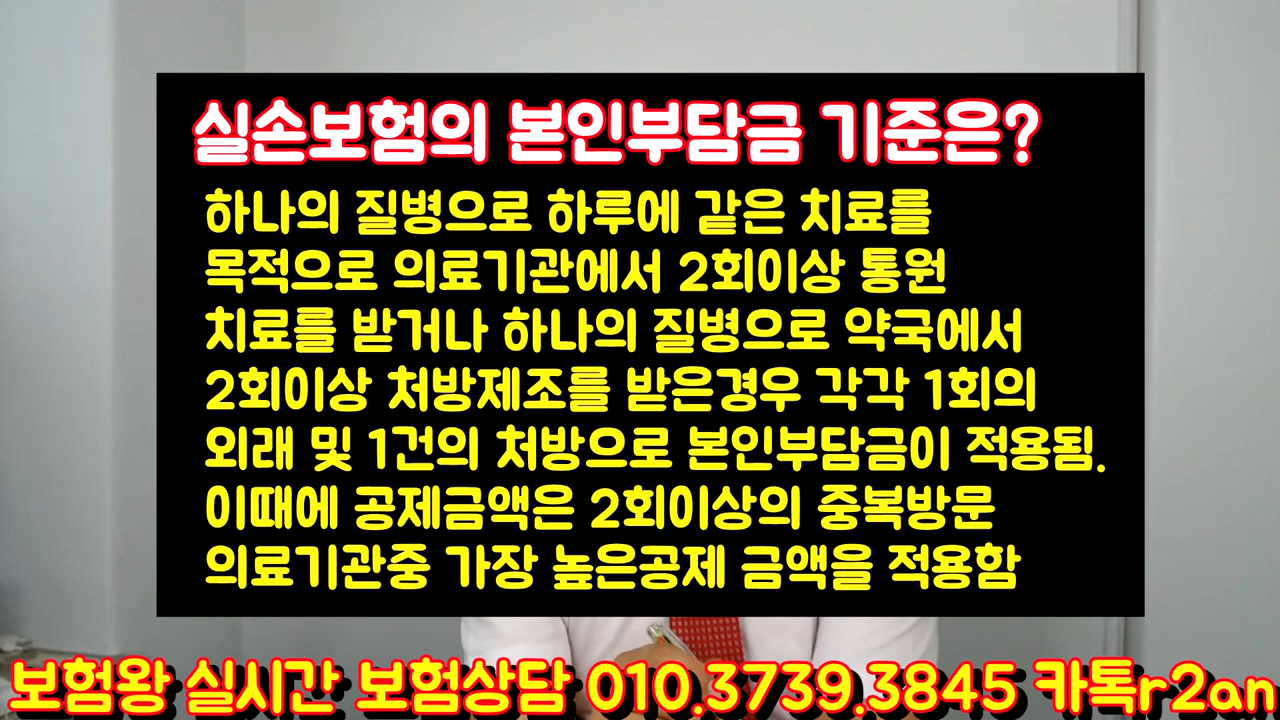 실손보험의 본인부담금 기준은?
하나의 질병으로 하루에 같은 치료를
목적으로 의료기관에서 2회이상 통원
치료를 받거나 하나의 질병으로 약국에서
2회이상 처방제조를 받은경우 각각 1회의
외래 및 1건의 처방으로 본인부담금이 적용됨.
이때에 공제금액은 2회이상의 중복방문
의료기관중 가장 높은공제 금액을 적용함
보험왕 실시간 보험상담 010.3739.3845 카톡r2an